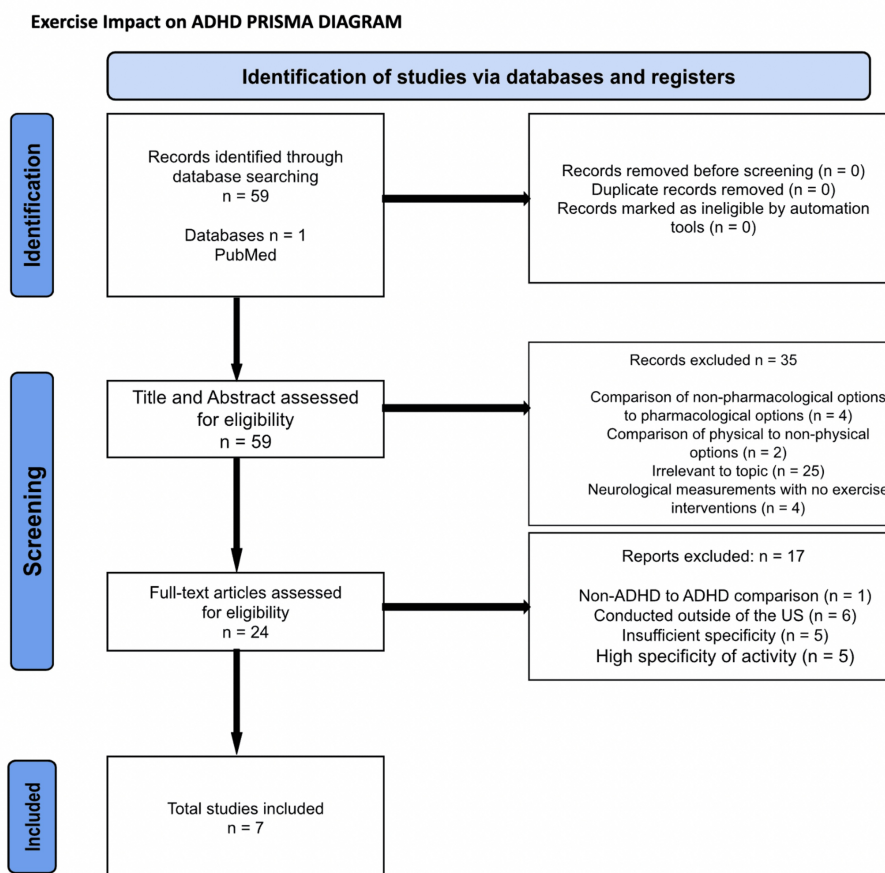 Exercise Impact on ADHD PRISMA DIAGRAM
Identification of studies via databases and registers
Identification
Records identified through
database searching
n = 59
Databases n = 1
PubMed
Records removed before screening (n = 0)
Duplicate records removed (n = 0)
Records marked as ineligible by automation
tools (n = 0)
Screening
Title and Abstract assessed
for eligibility
n = 59
Records excluded n = 35
Comparison of non-pharmacological options
to pharmacological options (n = 4)
Comparison of physical to non-physical
options (n = 2)
Irrelevant to topic (n = 25)
Neurological measurements with no exercise
interventions (n = 4)
Full-text articles assessed
for eligibility
n = 24
Reports excluded: n = 17
Non-ADHD to ADHD comparison (n = 1)
Conducted outside of the US (n = 6)
Insufficient specificity (n = 5)
High specificity of activity (n = 5)
Included
Total studies included
n = 7